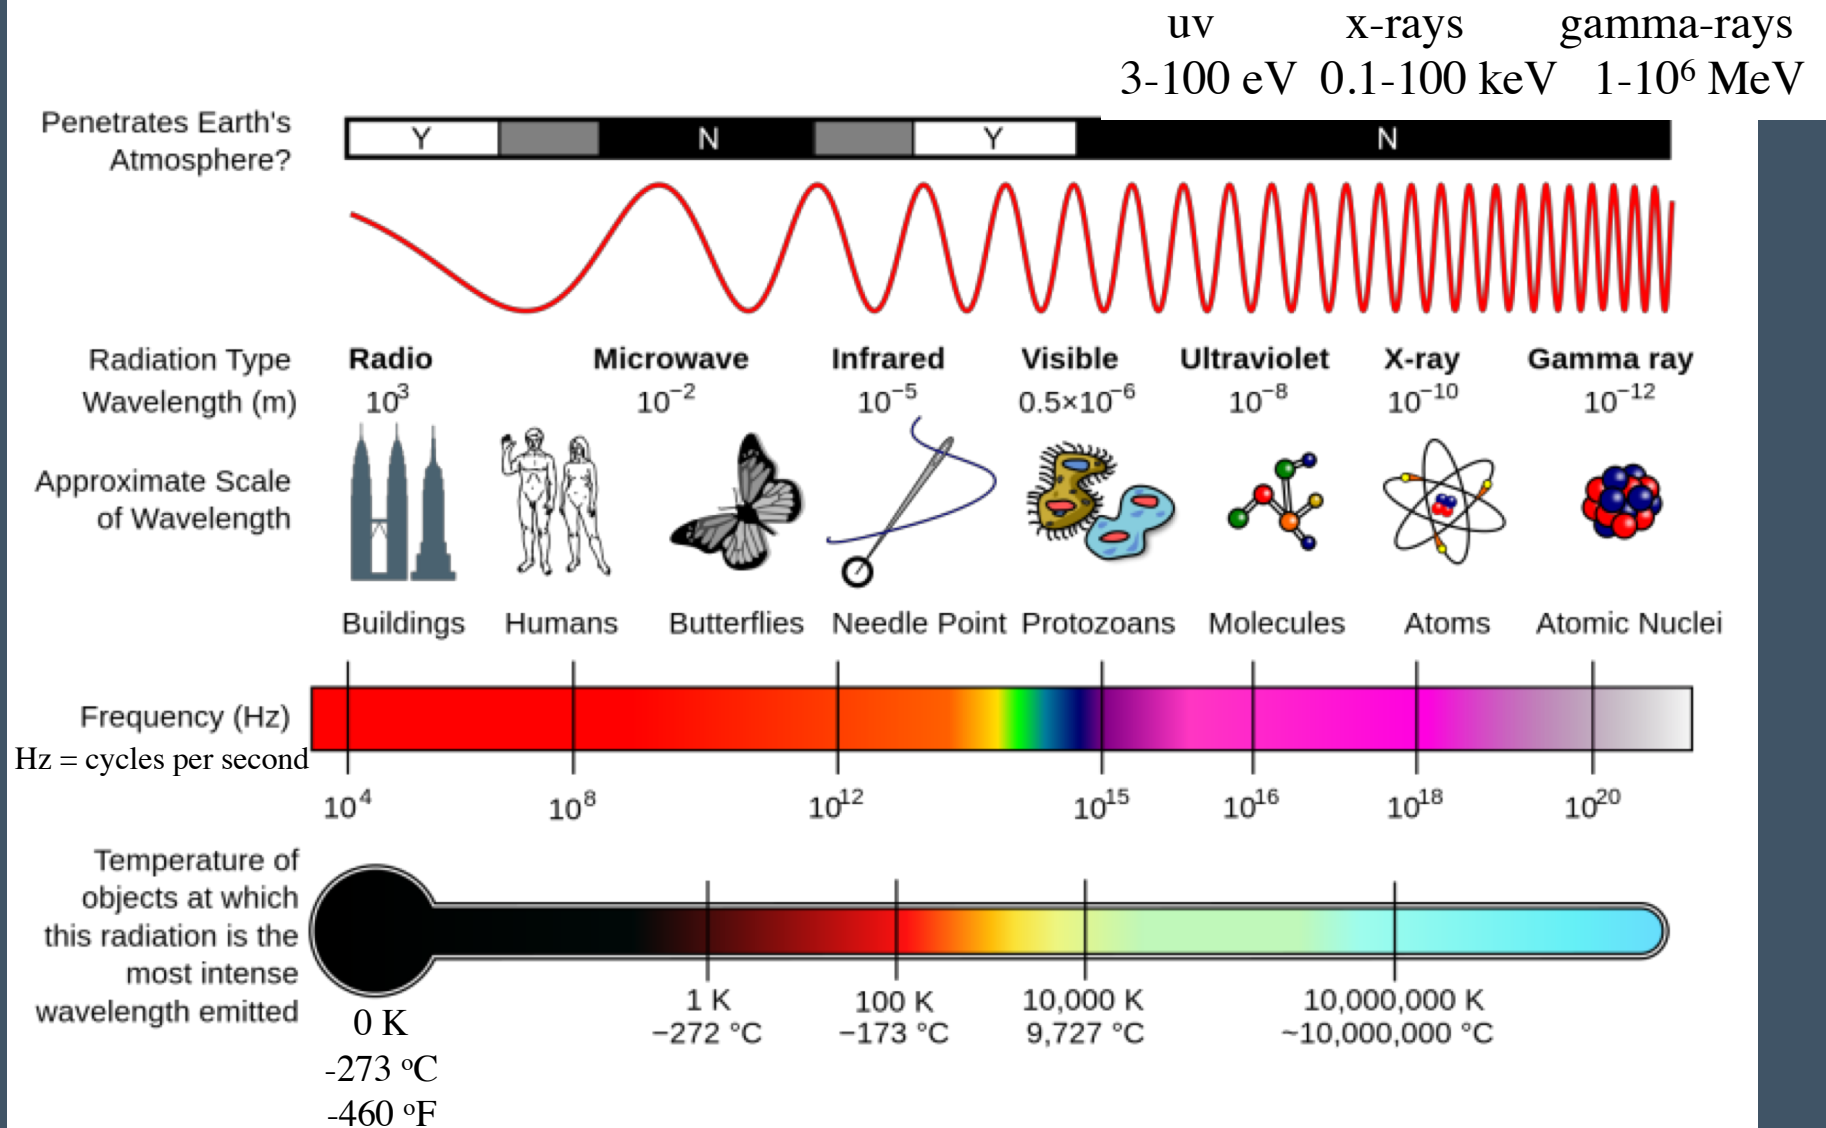 uv x-rays gamma-rays
3-100 eV 0.1-100 keV 1-10⁶ MeV
Penetrates Earth's
Atmosphere?
Y N Y N
Radiation Type Radio Microwave Infrared Visible Ultraviolet X-ray Gamma ray
Wavelength (m) 10³ 10⁻² 10⁻⁵ 0.5×10⁻⁶ 10⁻⁸ 10⁻¹⁰ 10⁻¹²
Approximate Scale
of Wavelength
Buildings Humans Butterflies Needle Point Protozoans Molecules Atoms Atomic Nuclei
Frequency (Hz)
Hz = cycles per second
10⁴ 10⁸ 10¹² 10¹⁵ 10¹⁶ 10¹⁸ 10²⁰
Temperature of
objects at which
this radiation is the
most intense
wavelength emitted
0 K
-273 ᵒC
-460 ᵒF
1 K 100 K 10,000 K 10,000,000 K
−272 °C −173 °C 9,727 °C ~10,000,000 °C